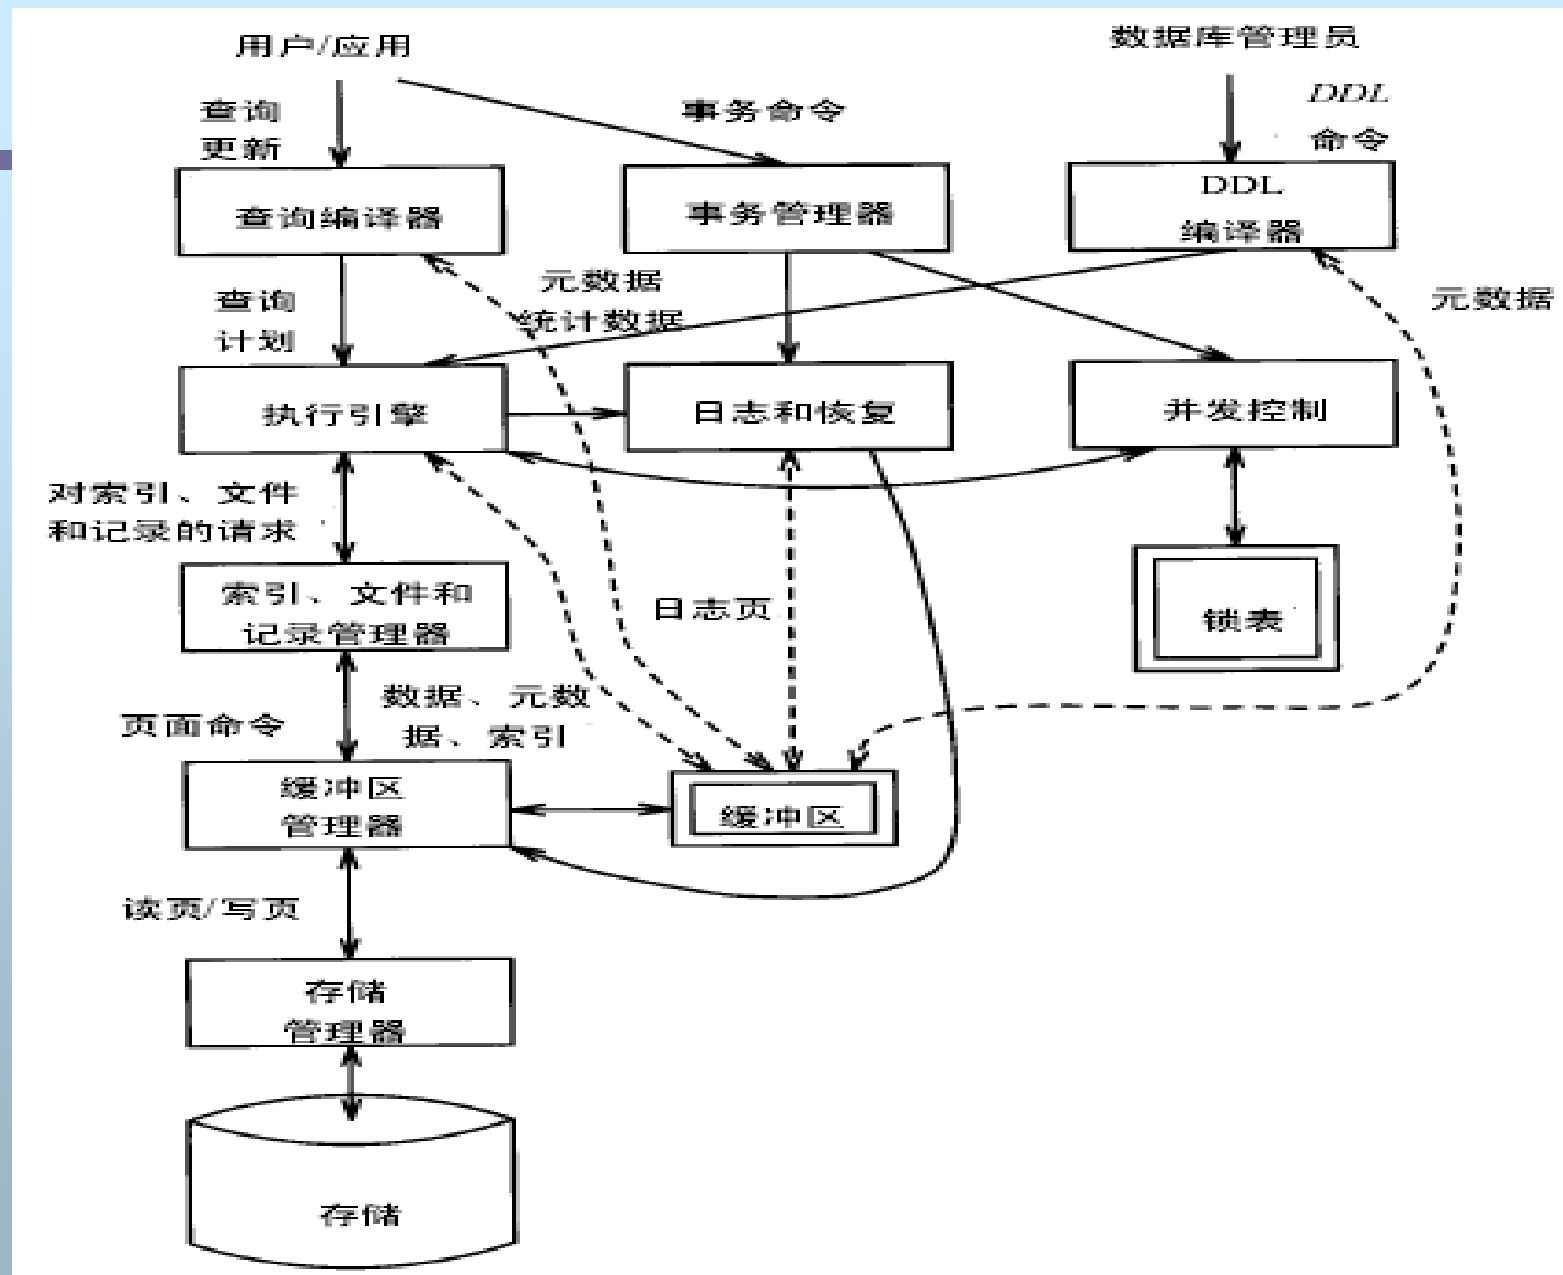 用户/应用
数据库管理员
查询
更新
事务命令
DDL
命令
查询编译器
事务管理器
DDL
编译器
查询
计划
元数据
统计数据
元数据
执行引擎
日志和恢复
并发控制
对索引、文件
和记录的请求
索引、文件和
记录管理器
日志页
锁表
页面命令
数据、元数
据、索引
缓冲区
管理器
缓冲区
读页/写页
存储
管理器
存储